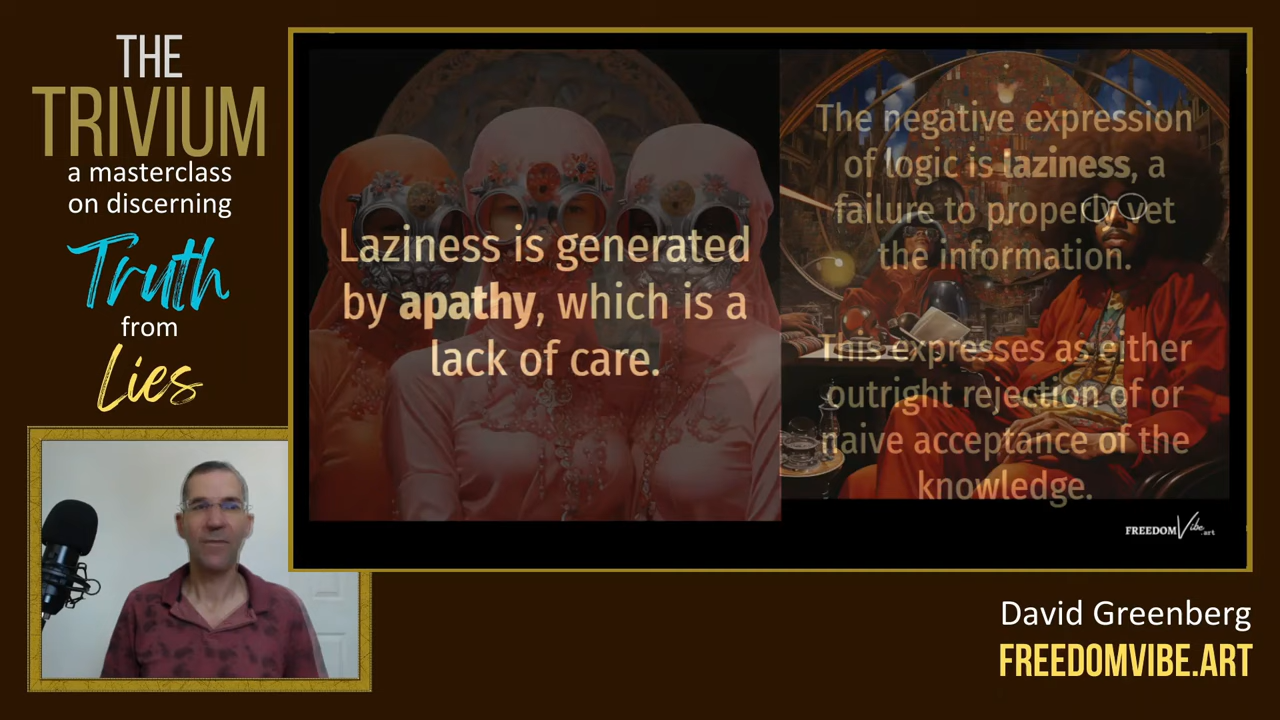 THE
TRIVIUM
a masterclass
on discerning
Truth
from
Lies
Laziness is generated
by apathy, which is a
lack of care.
The negative expression
of logic is laziness, a
failure to properly vet
the information.
This expresses as either
outright rejection of or
naive acceptance of the
knowledge.
FREEDOMVibe.art
David Greenberg
FREEDOMVIBE.ART